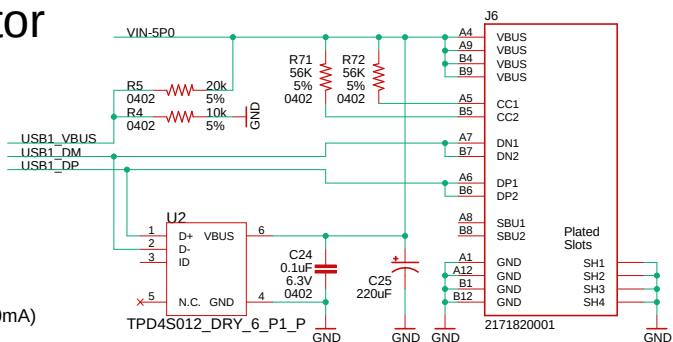 tor
J6
VIN-5P0
A4 VBUS
A9 VBUS
B4 VBUS
B9 VBUS
R71 R72
56K 56K
5% 5%
0402 0402
R5 20k
0402 5%
R4 10k
0402 5%
GND
A5 CC1
B5 CC2
USB1_VBUS
USB1_DM
USB1_DP
A7 DN1
B7 DN2
A6 DP1
B6 DP2
A8 SBU1
B8 SBU2
Plated
Slots
U2
1 D+ VBUS 6
2 D-
3 ID
5 N.C. GND 4
TPD4S012_DRY_6_P1_P
C24
0.1uF
6.3V
0402
C25
220uF
A1 GND SH1
A12 GND SH2
B1 GND SH3
B12 GND SH4
2171820001
GND GND GND GND
0mA)